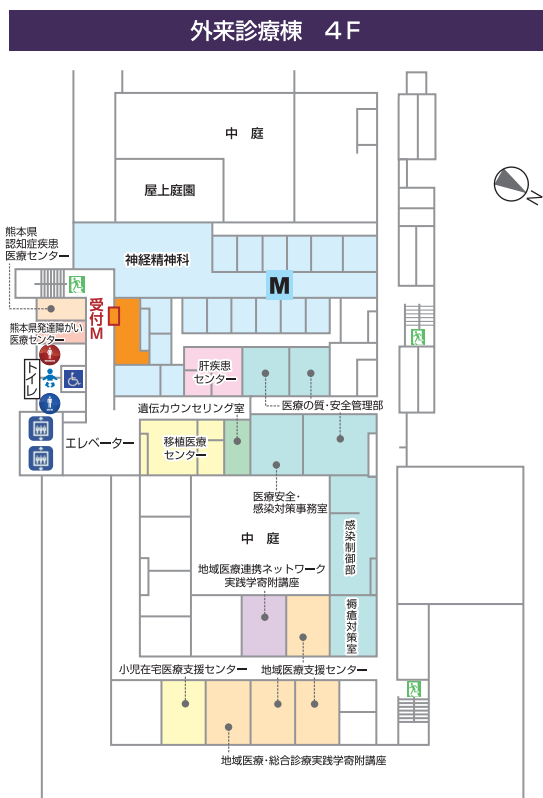 外来診療棟 4F
中庭
屋上庭園
N
熊本県
認知症疾患
医療センター
神経精神科
M
受付M
熊本県発達障がい
医療センター
トイレ
肝疾患
センター
医療の質・安全管理部
遺伝カウンセリング室
エレベーター
移植医療
センター
医療安全・
感染対策事務室
中庭
感染制御部
地域医療連携ネットワーク
実践学寄附講座
褥瘡対策室
小児在宅医療支援センター
地域医療支援センター
地域医療・総合診療実践学寄附講座